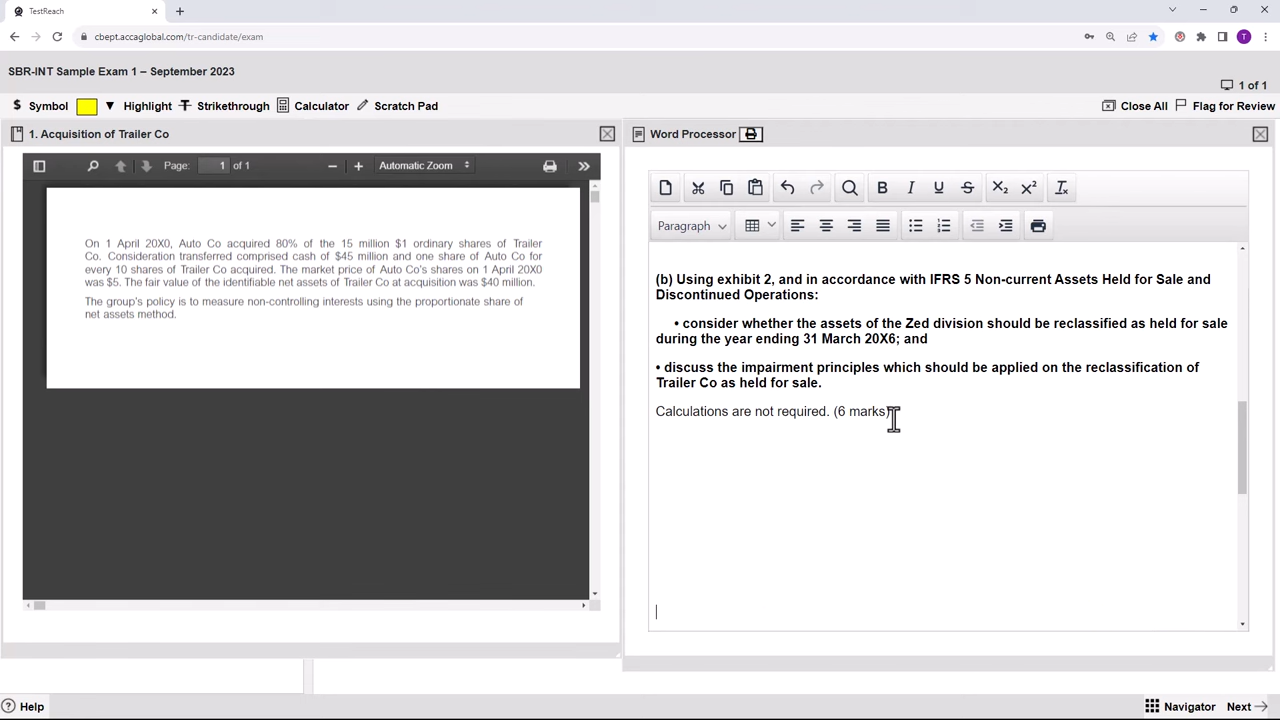 TestReach
cbept.accaglobal.com/tr-candidate/exam
T
SBR-INT Sample Exam 1 – September 2023
1 of 1
$ Symbol Highlight Strikethrough Calculator Scratch Pad
Close All Flag for Review
1. Acquisition of Trailer Co
Page: 1 of 1
Automatic Zoom
On 1 April 20X0, Auto Co acquired 80% of the 15 million $1 ordinary shares of Trailer
Co. Consideration transferred comprised cash of $45 million and one share of Auto Co for
every 10 shares of Trailer Co acquired. The market price of Auto Co's shares on 1 April 20X0
was $5. The fair value of the identifiable net assets of Trailer Co at acquisition was $40 million.
The group's policy is to measure non-controlling interests using the proportionate share of
net assets method.
Word Processor
B I U S X₂ X² Tx
Paragraph
(b) Using exhibit 2, and in accordance with IFRS 5 Non-current Assets Held for Sale and
Discontinued Operations:
• consider whether the assets of the Zed division should be reclassified as held for sale
during the year ending 31 March 20X6; and
• discuss the impairment principles which should be applied on the reclassification of
Trailer Co as held for sale.
Calculations are not required. (6 marks)
? Help
Navigator Next